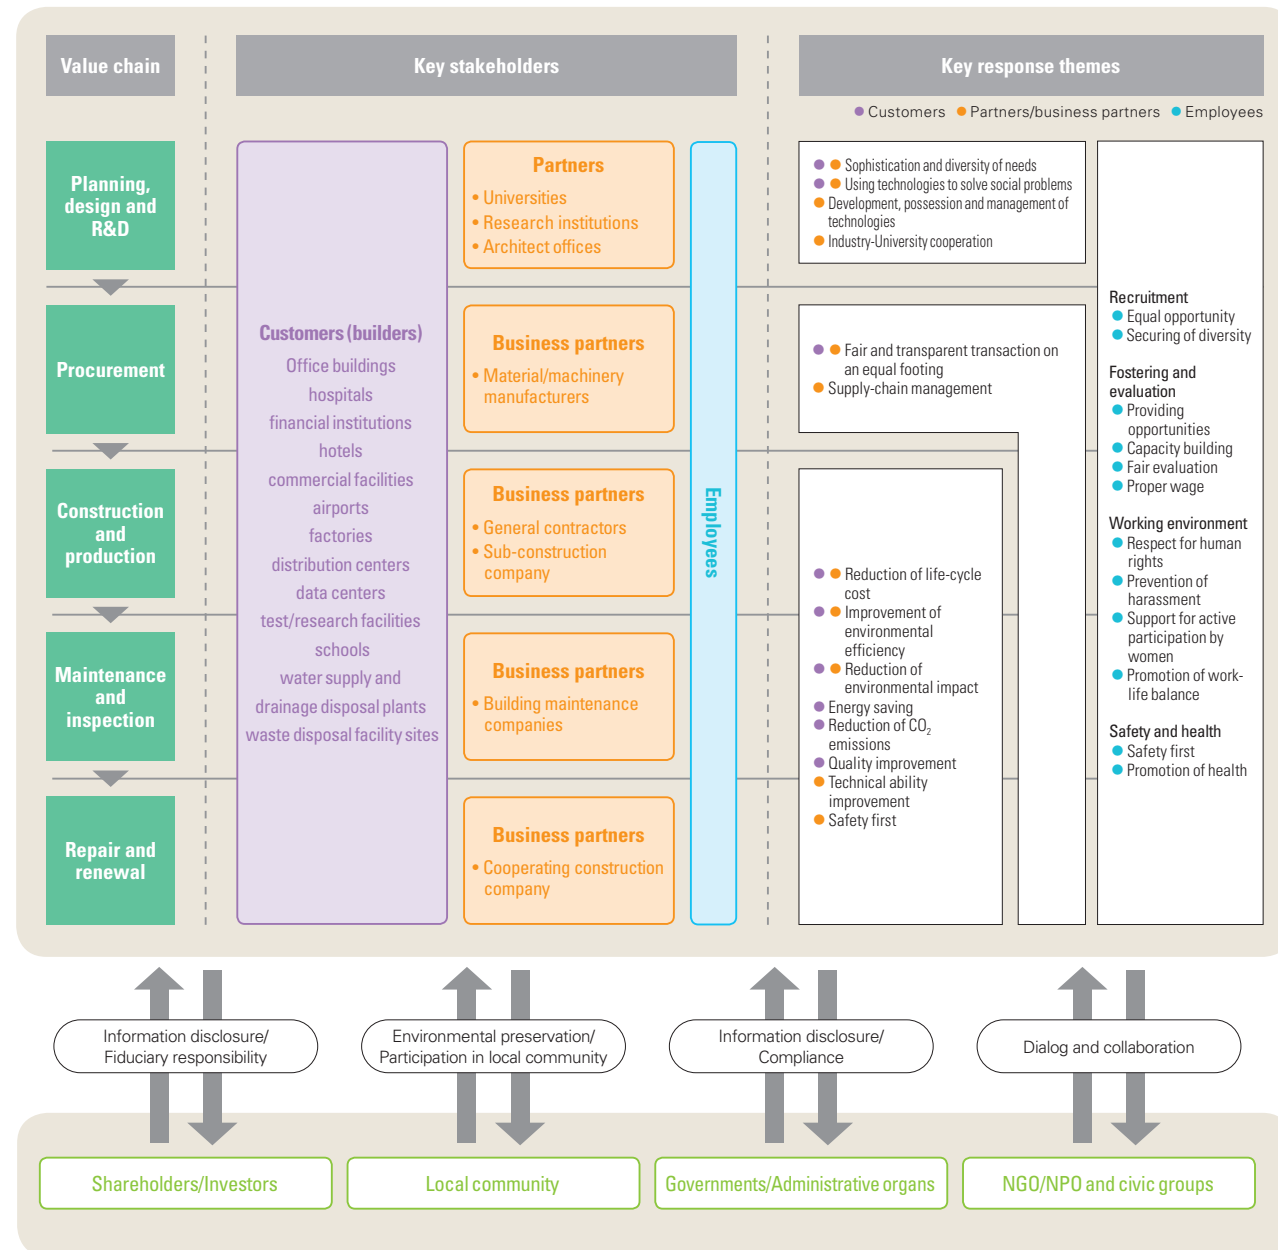 Value chain
Key stakeholders
Key response themes
● Customers ● Partners/business partners ● Employees
Planning,
design and
R&D
Procurement
Construction
and
production
Maintenance
and
inspection
Repair and
renewal
Customers (builders)
Office buildings
hospitals
financial institutions
hotels
commercial facilities
airports
factories
distribution centers
data centers
test/research facilities
schools
water supply and
drainage disposal plants
waste disposal facility sites
Partners
• Universities
• Research institutions
• Architect offices
Business partners
• Material/machinery
manufacturers
Business partners
• General contractors
• Sub-construction
company
Business partners
• Building maintenance
companies
Business partners
• Cooperating construction
company
Employees
● ● Sophistication and diversity of needs
● ● Using technologies to solve social problems
● Development, possession and management of
technologies
● Industry-University cooperation
● ● Fair and transparent transaction on
an equal footing
● Supply-chain management
● ● Reduction of life-cycle
cost
● ● Improvement of
environmental
efficiency
● ● Reduction of
environmental impact
● Energy saving
● Reduction of CO₂
emissions
● Quality improvement
● Technical ability
improvement
● Safety first
Recruitment
● Equal opportunity
● Securing of diversity
Fostering and
evaluation
● Providing
opportunities
● Capacity building
● Fair evaluation
● Proper wage
Working environment
● Respect for human
rights
● Prevention of
harassment
● Support for active
participation by
women
● Promotion of work-
life balance
Safety and health
● Safety first
● Promotion of health
Information disclosure/
Fiduciary responsibility
Environmental preservation/
Participation in local community
Information disclosure/
Compliance
Dialog and collaboration
Shareholders/Investors
Local community
Governments/Administrative organs
NGO/NPO and civic groups